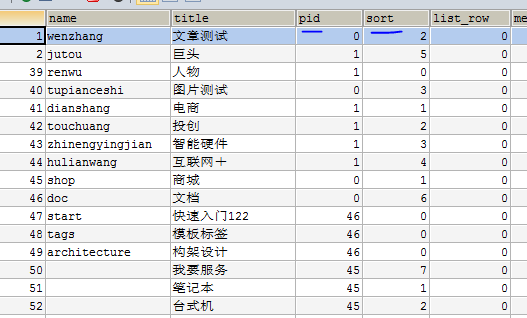 name title pid sort list_row me
1 wenzhang 文章测试 0 2 0
2 jutou 巨头 1 5 0
39 renwu 人物 1 0 0
40 tupianceshi 图片测试 0 3 0
41 dianshang 电商 1 1 0
42 touchuang 投创 1 2 0
43 zhinengyingjian 智能硬件 1 3 0
44 hulianwang 互联网＋ 1 4 0
45 shop 商城 0 1 0
46 doc 文档 0 6 0
47 start 快速入门122 46 0 0
48 tags 模板标签 46 0 0
49 architecture 构架设计 46 0 0
50 我要服务 45 7 0
51 笔记本 45 1 0
52 台式机 45 2 0